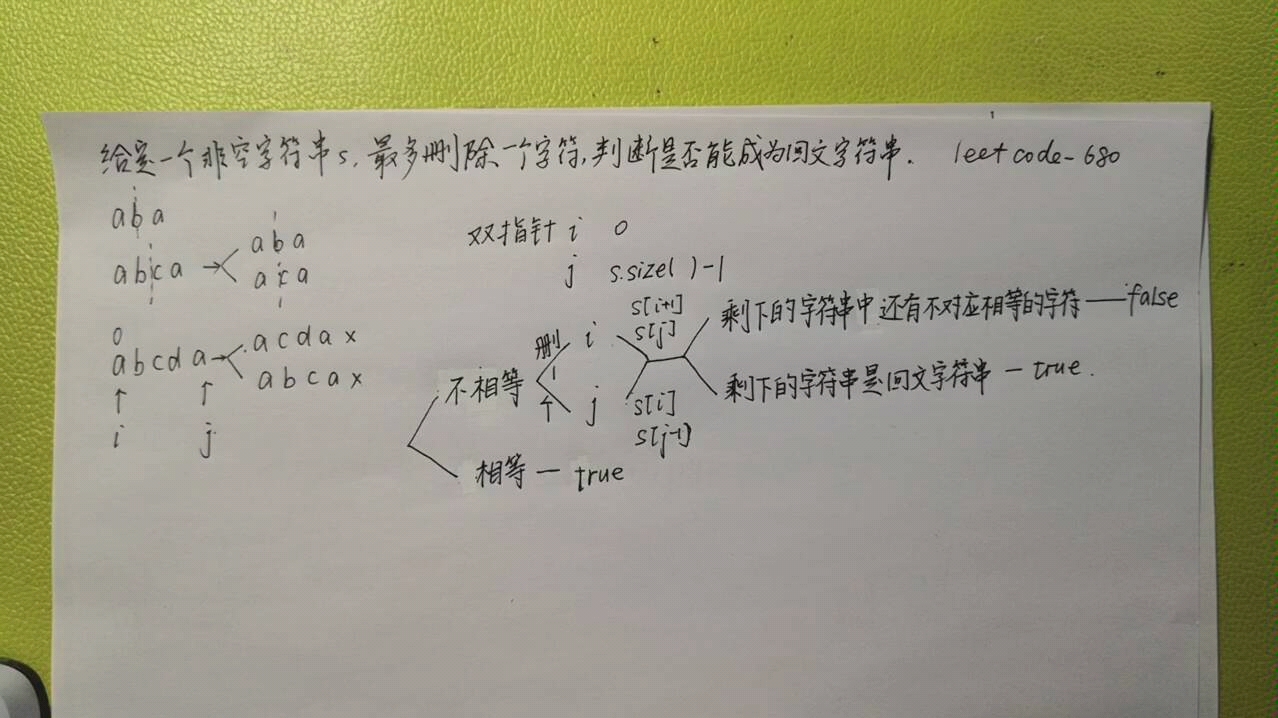 给定一个非空字符串s,最多删除一个字符,判断是否能成为回文字符串. leetcode-680
aba
abca → aba
aca
双指针 i 0
j s.size()-1
0
abcda → acda x
abca x
i j
不相等 删1个 i s[i+1] s[j]
j s[i] s[j-1]
剩下的字符串中还有不对应相等的字符——false
剩下的字符串是回文字符串—true.
相等—true